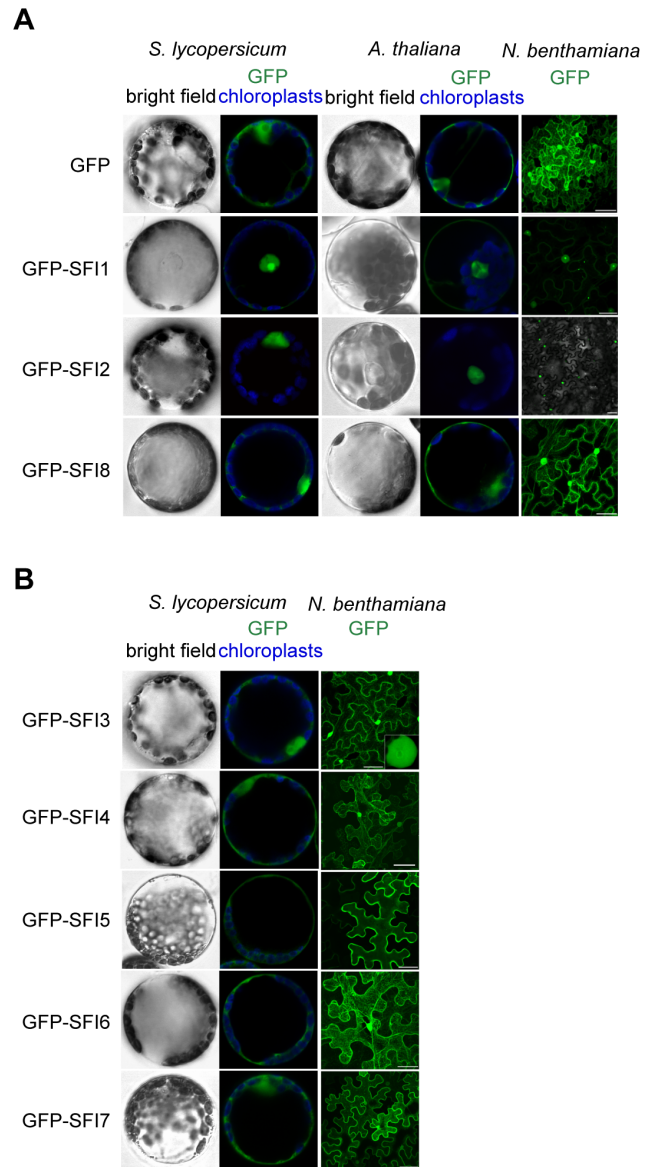 A
S. lycopersicum A. thaliana N. benthamiana
GFP GFP GFP
bright field chloroplasts bright field chloroplasts
GFP
GFP-SFI1
GFP-SFI2
GFP-SFI8
B
S. lycopersicum N. benthamiana
GFP GFP
bright field chloroplasts
GFP-SFI3
GFP-SFI4
GFP-SFI5
GFP-SFI6
GFP-SFI7